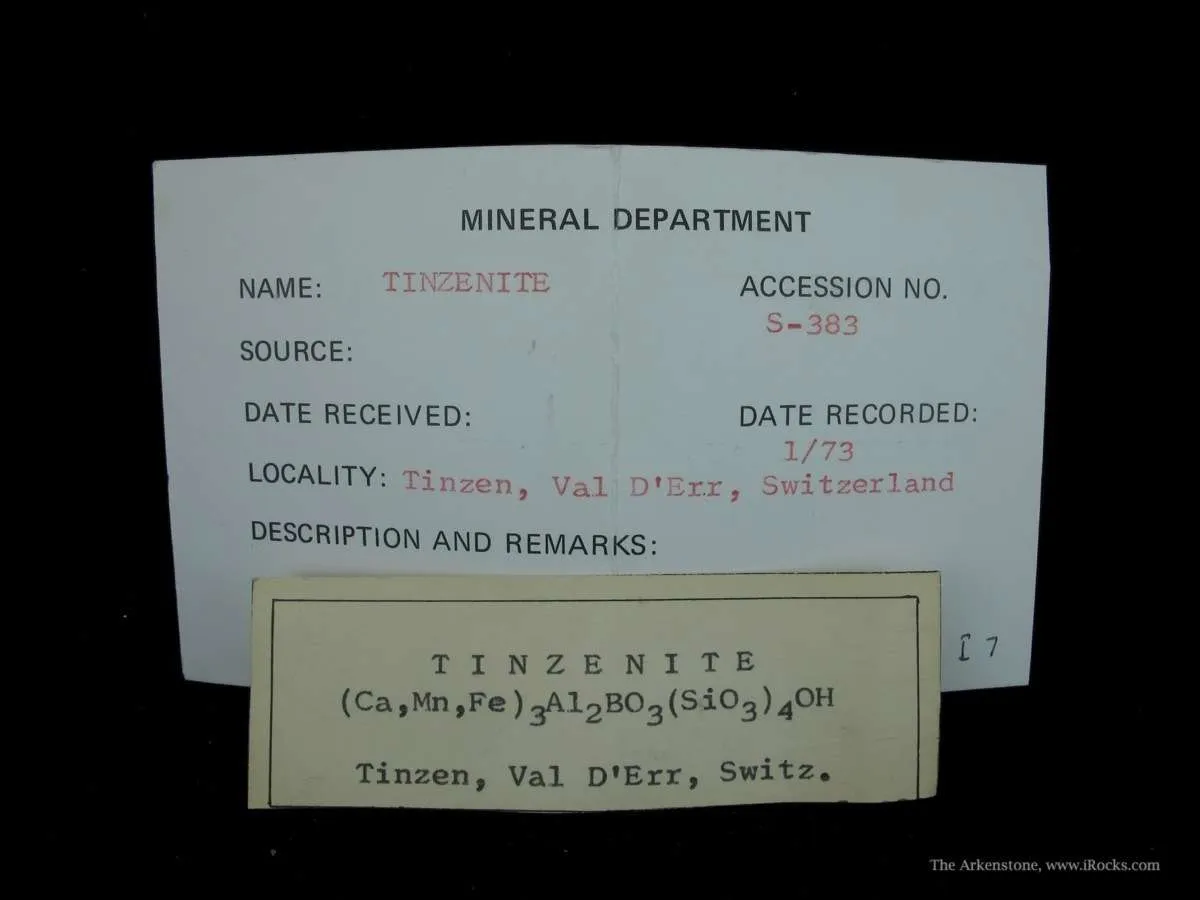 MINERAL DEPARTMENT
NAME: TINZENITE
ACCESSION NO.
S-383
SOURCE:
DATE RECEIVED:
DATE RECORDED:
1/73
LOCALITY: Tinzen, Val D'Err, Switzerland
DESCRIPTION AND REMARKS:
I 7
TINZENITE
(Ca,Mn,Fe)₃Al₂BO₃(SiO₃)₄OH
Tinzen, Val D'Err, Switz.
The Arkenstone, www.iRocks.com